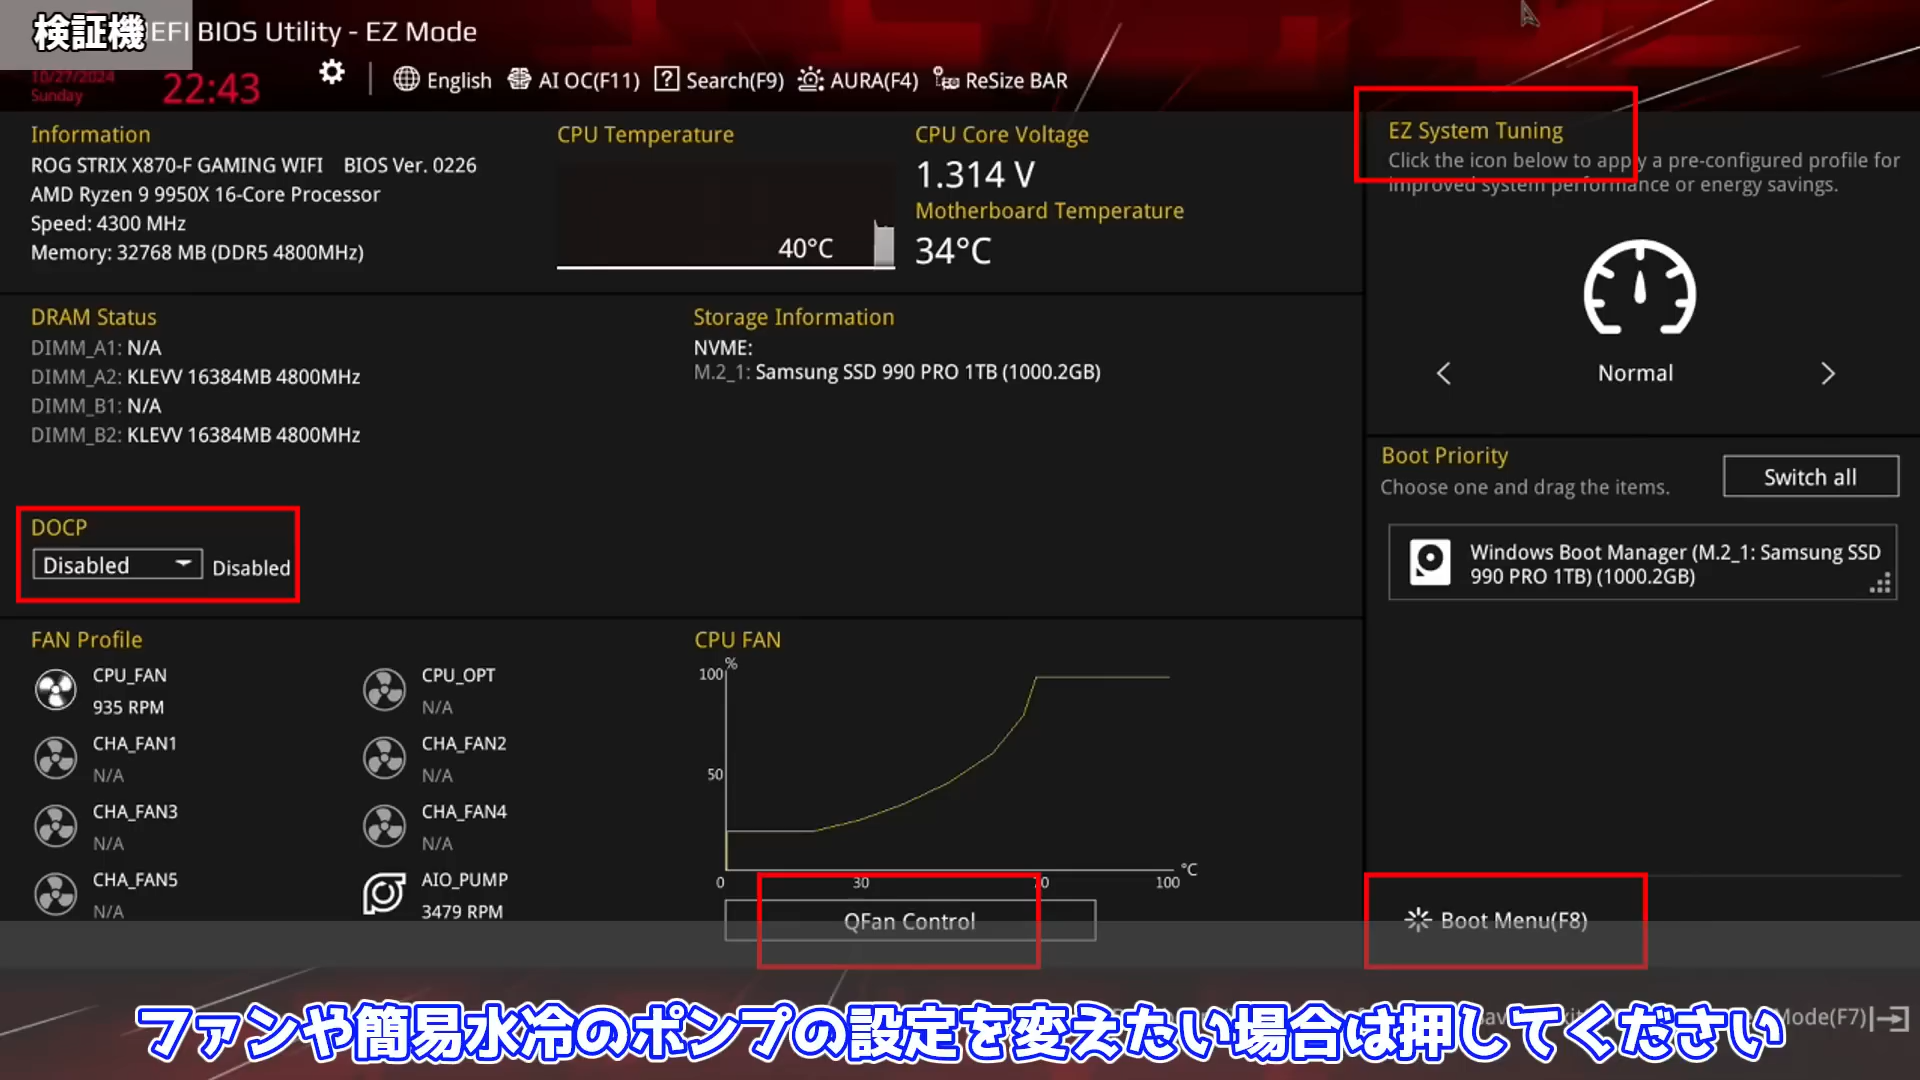 検証機
EFI BIOS Utility - EZ Mode
10/27/2024
Sunday
22:43
English
AI OC(F11)
Search(F9)
AURA(F4)
ReSize BAR
Information
ROG STRIX X870-F GAMING WIFI BIOS Ver. 0226
AMD Ryzen 9 9950X 16-Core Processor
Speed: 4300 MHz
Memory: 32768 MB (DDR5 4800MHz)
CPU Temperature
40°C
CPU Core Voltage
1.314 V
Motherboard Temperature
34°C
EZ System Tuning
Click the icon below to apply a pre-configured profile for
improved system performance or energy savings.
Normal
DRAM Status
DIMM_A1: N/A
DIMM_A2: KLEVV 16384MB 4800MHz
DIMM_B1: N/A
DIMM_B2: KLEVV 16384MB 4800MHz
Storage Information
NVME:
M.2_1: Samsung SSD 990 PRO 1TB (1000.2GB)
Boot Priority
Choose one and drag the items.
Switch all
Windows Boot Manager (M.2_1: Samsung SSD
990 PRO 1TB) (1000.2GB)
DOCP
Disabled
Disabled
FAN Profile
CPU_FAN
935 RPM
CPU_OPT
N/A
CHA_FAN1
N/A
CHA_FAN2
N/A
CHA_FAN3
N/A
CHA_FAN4
N/A
CHA_FAN5
N/A
AIO_PUMP
3479 RPM
CPU FAN
%
100
50
°C
0
30
70
100
QFan Control
Boot Menu(F8)
Mode(F7)
ファンや簡易水冷のポンプの設定を変えたい場合は押してください